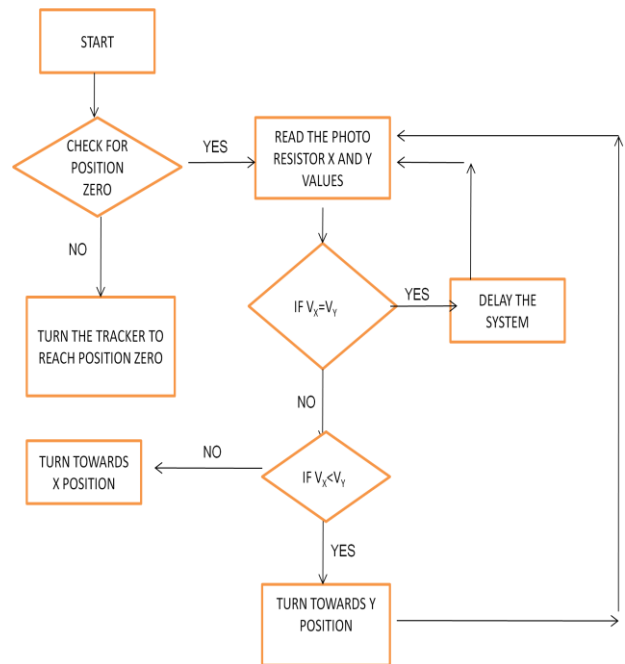 START
CHECK FOR
POSITION
ZERO
YES
READ THE PHOTO
RESISTOR X AND Y
VALUES
NO
TURN THE TRACKER TO
REACH POSITION ZERO
IF VX=VY
YES
DELAY THE
SYSTEM
NO
IF VX<VY
NO
TURN TOWARDS
X POSITION
YES
TURN TOWARDS Y
POSITION